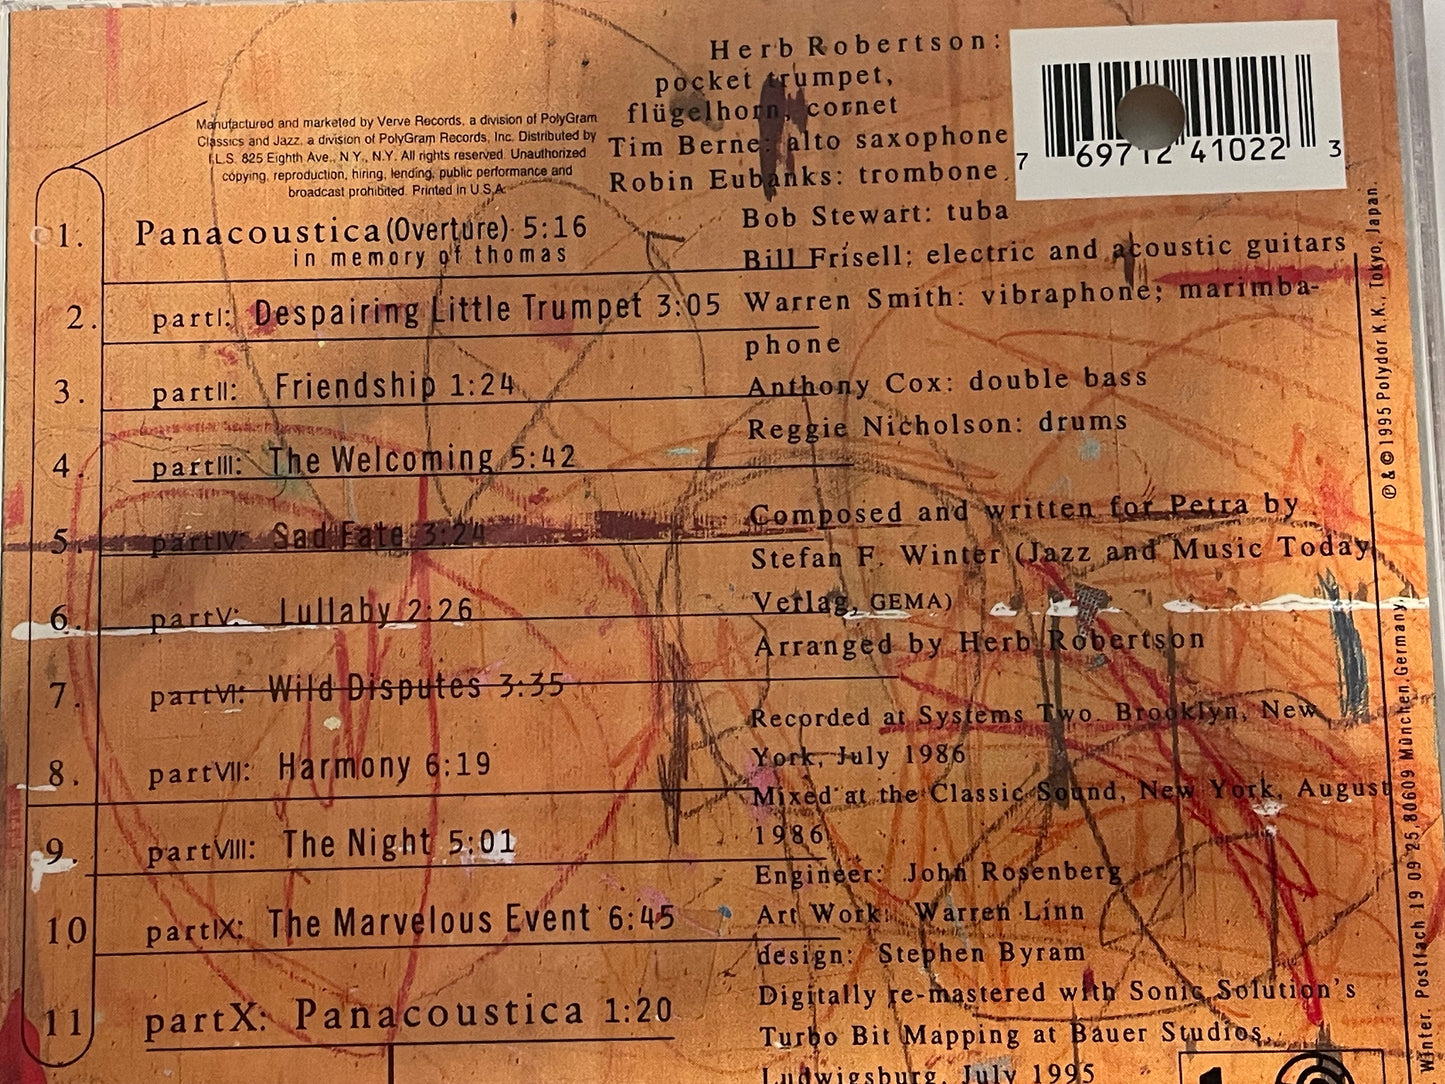 Manufactured and marketed by Verve Records, a division of PolyGram
Classics and Jazz, a division of PolyGram Records, Inc. Distributed by
I.L.S. 825 Eighth Ave., N.Y., N.Y. All rights reserved. Unauthorized
copying, reproduction, hiring, lending, public performance and
broadcast prohibited. Printed in U.S.A.
1. Panacoustica (Overture) 5:16
in memory of thomas
2. partI: Despairing Little Trumpet 3:05
3. partII: Friendship 1:24
4. partIII: The Welcoming 5:42
5. partIV: Sad Fate 3:24
6. partV: Lullaby 2:26
7. partVI: Wild Disputes 3:35
8. partVII: Harmony 6:19
9. partVIII: The Night 5:01
10 partIX: The Marvelous Event 6:45
11 partX: Panacoustica 1:20
Herb Robertson:
pocket trumpet,
flügelhorn, cornet
Tim Berne: alto saxophone
Robin Eubanks: trombone
Bob Stewart: tuba
Bill Frisell: electric and acoustic guitars
Warren Smith: vibraphone; marimba-
phone
Anthony Cox: double bass
Reggie Nicholson: drums
Composed and written for Petra by
Stefan F. Winter (Jazz and Music Today
Verlag, GEMA)
Arranged by Herb Robertson
Recorded at Systems Two. Brooklyn, New
York, July 1986
Mixed at the Classic Sound, New York, August
1986
Engineer: John Rosenberg
Art Work: Warren Linn
design: Stephen Byram
Digitally re-mastered with Sonic Solution's
Turbo Bit Mapping at Bauer Studios,
Ludwigsburg, July 1995
7 69712 41022 3
℗ & © 1995 Polydor K.K., Tokyo, Japan.
Winter, Postfach 19 09 25, 80609 München, Germany